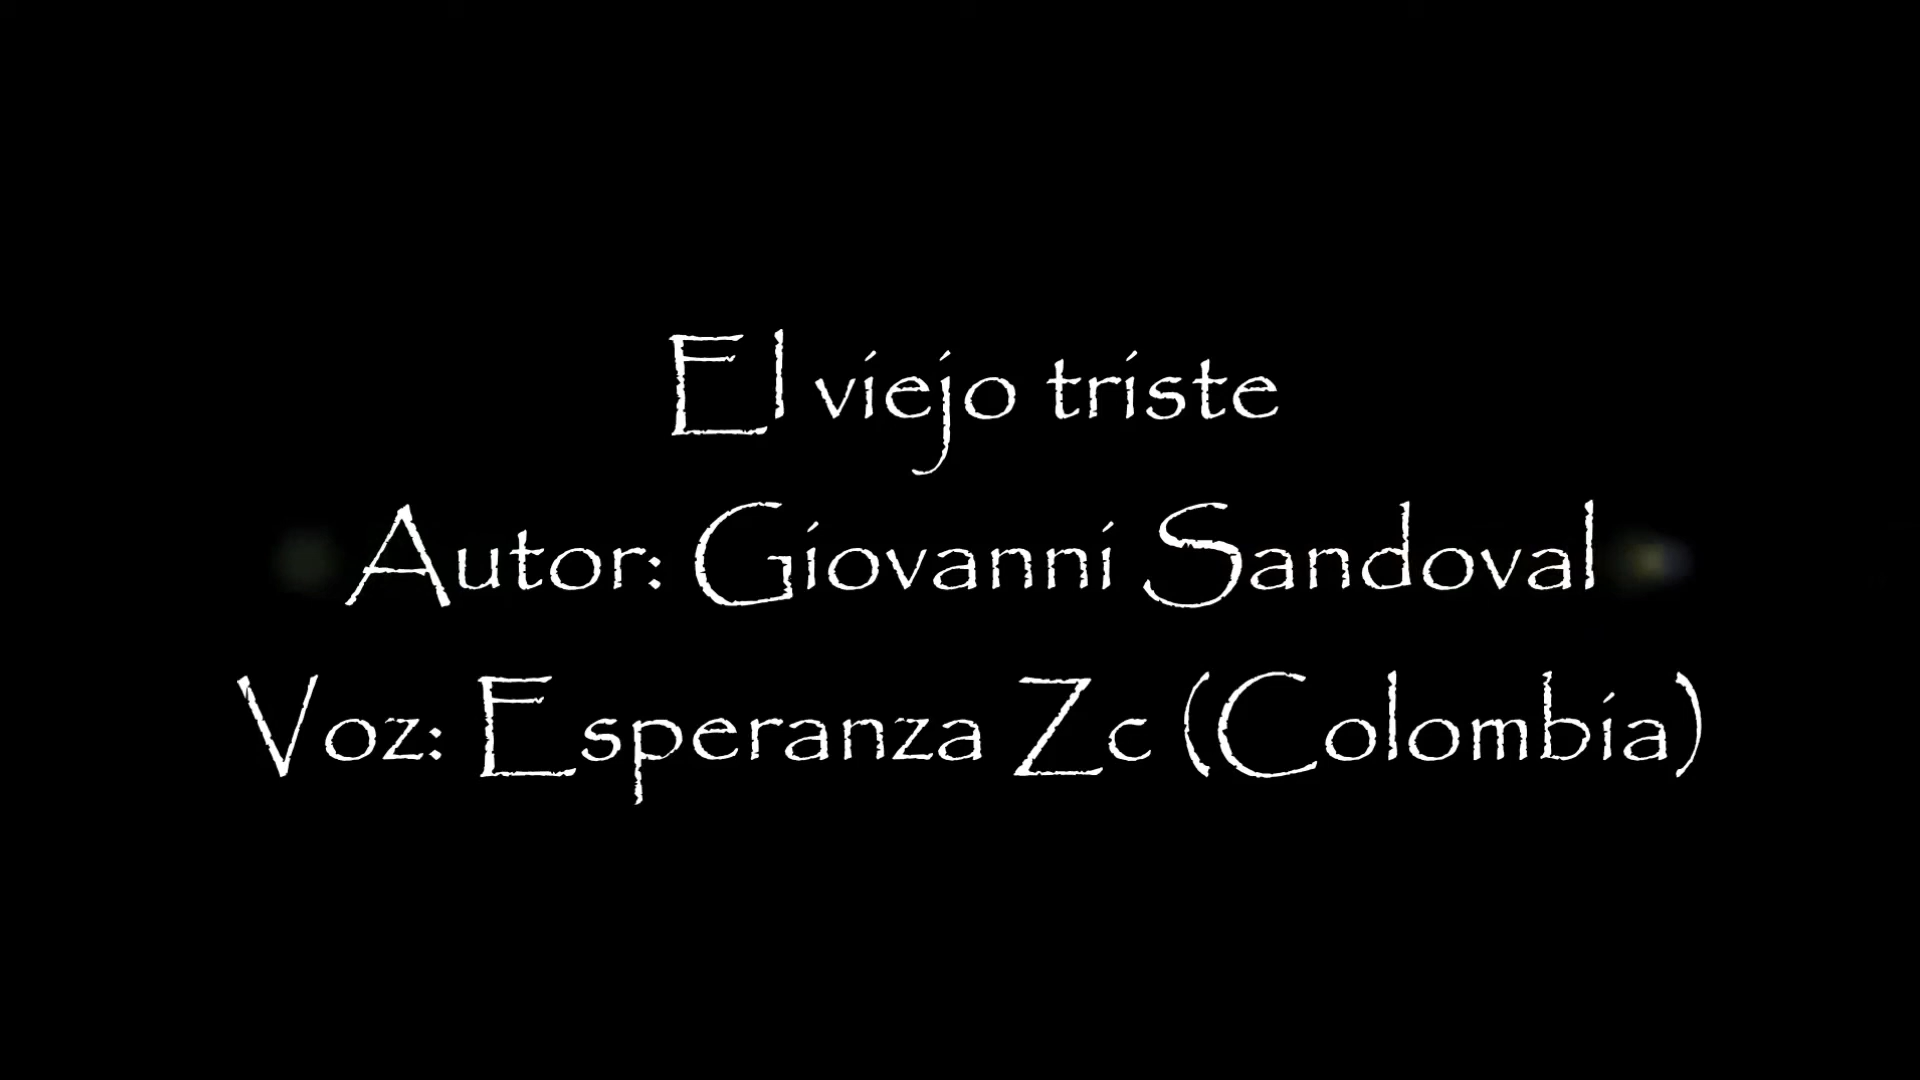 El viejo triste
Autor: Giovanni Sandoval
Voz: Esperanza Zc (Colombia)